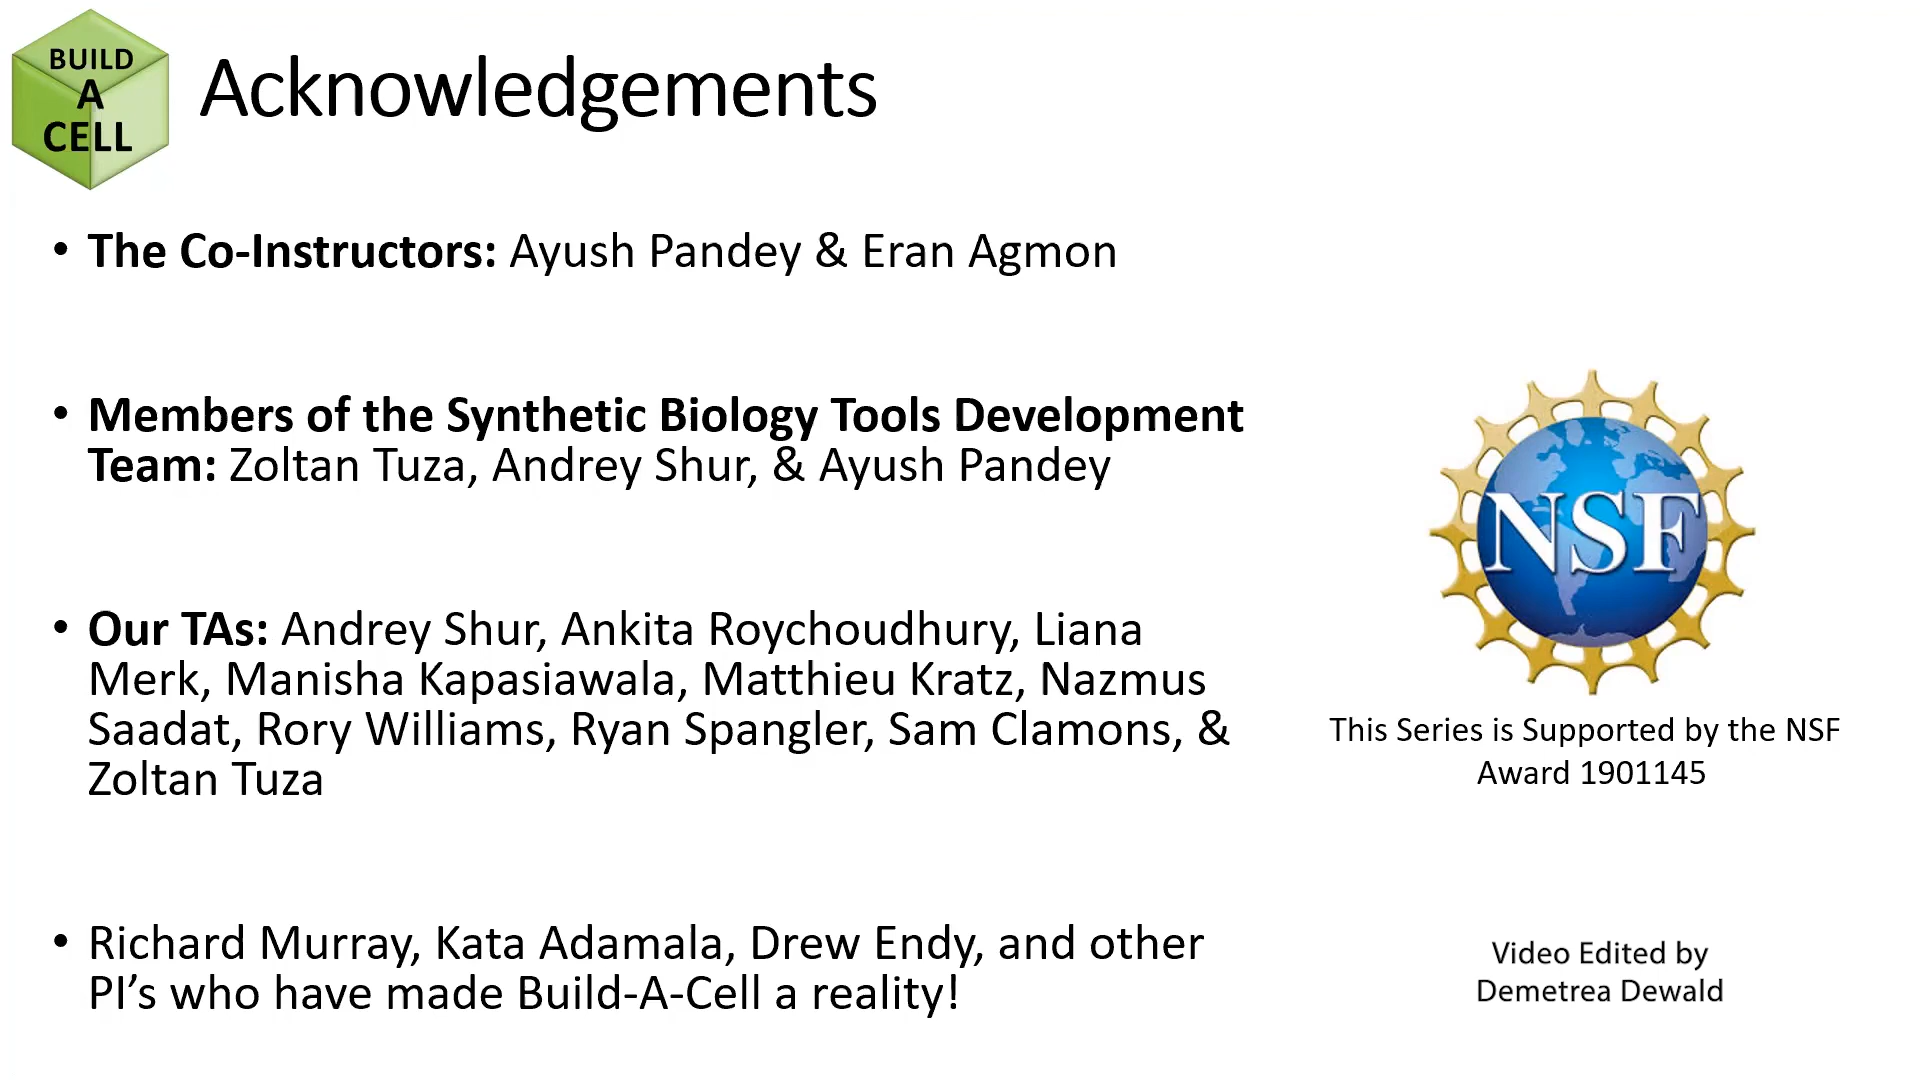 BUILD
A
CELL
Acknowledgements
• The Co-Instructors: Ayush Pandey & Eran Agmon
• Members of the Synthetic Biology Tools Development
Team: Zoltan Tuza, Andrey Shur, & Ayush Pandey
• Our TAs: Andrey Shur, Ankita Roychoudhury, Liana
Merk, Manisha Kapasiawala, Matthieu Kratz, Nazmus
Saadat, Rory Williams, Ryan Spangler, Sam Clamons, &
Zoltan Tuza
• Richard Murray, Kata Adamala, Drew Endy, and other
PI’s who have made Build-A-Cell a reality!
NSF
This Series is Supported by the NSF
Award 1901145
Video Edited by
Demetrea Dewald